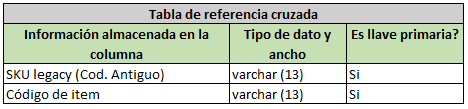 Tabla de referencia cruzada
Información almacenada en la columna Tipo de dato y ancho Es llave primaria?
SKU legacy (Cod. Antiguo) varchar (13) Si
Código de item varchar (13) Si